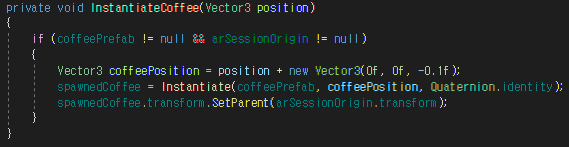 private void InstantiateCoffee(Vector3 position)
{
if (coffeePrefab != null && arSessionOrigin != null)
{
Vector3 coffeePosition = position + new Vector3(0f, 0f, -0.1f);
spawnedCoffee = Instantiate(coffeePrefab, coffeePosition, Quaternion.identity);
spawnedCoffee.transform.SetParent(arSessionOrigin.transform);
}
}